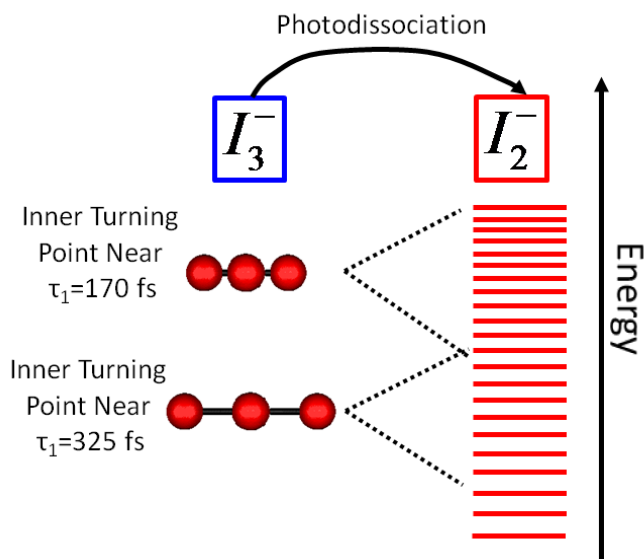 Photodissociation
I₃⁻
I₂⁻
Inner Turning
Point Near
τ₁=170 fs
Inner Turning
Point Near
τ₁=325 fs
Energy